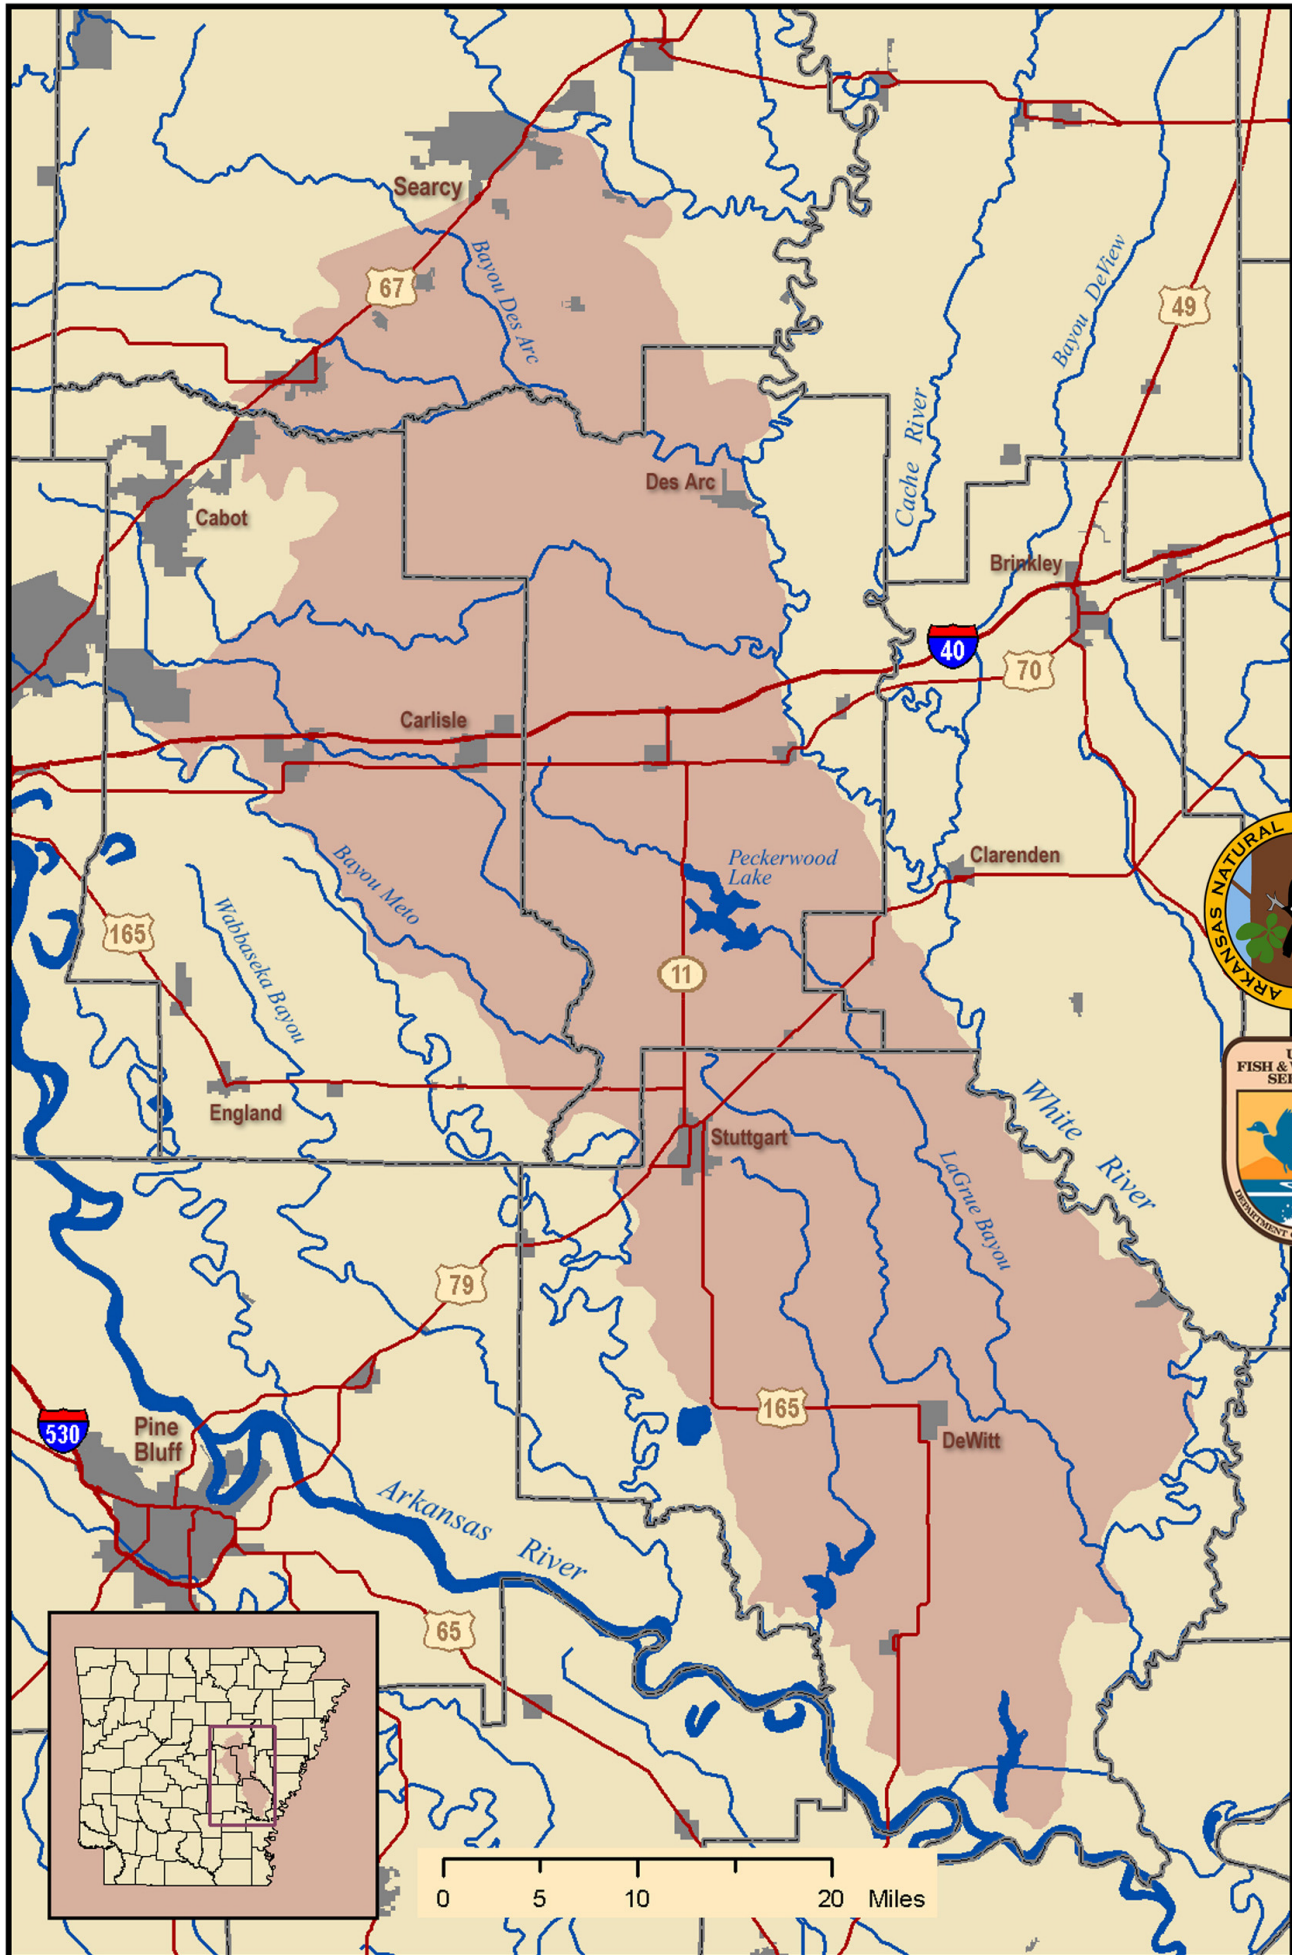 Searcy
67
Bayou Des Arc
Bayou DeView
49
Cache River
Des Arc
Cabot
Brinkley
40
70
Carlisle
Peckerwood
Lake
Clarenden
Bayou Meto
165
Wabbaseka Bayou
11
ARKANSAS NATURAL
England
Stuttgart
White
River
LaGrue Bayou
FISH &
SER
DEPARTMENT
79
165
DeWitt
530
Pine
Bluff
Arkansas River
65
0 5 10 20 Miles